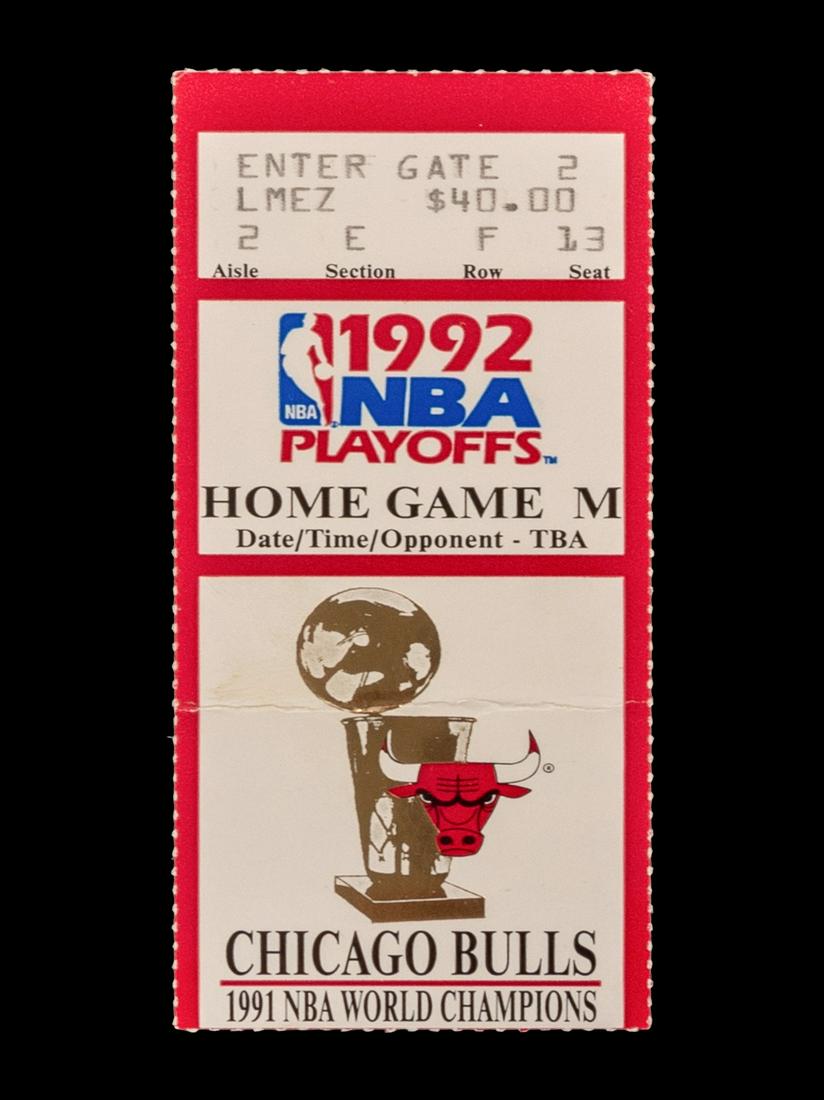 ENTER GATE 2
LMEZ $40.00
2 E F 13
Aisle Section Row Seat
1992
NBA
NBA
PLAYOFFS™
HOME GAME M
Date/Time/Opponent - TBA
®
CHICAGO BULLS
1991 NBA WORLD CHAMPIONS